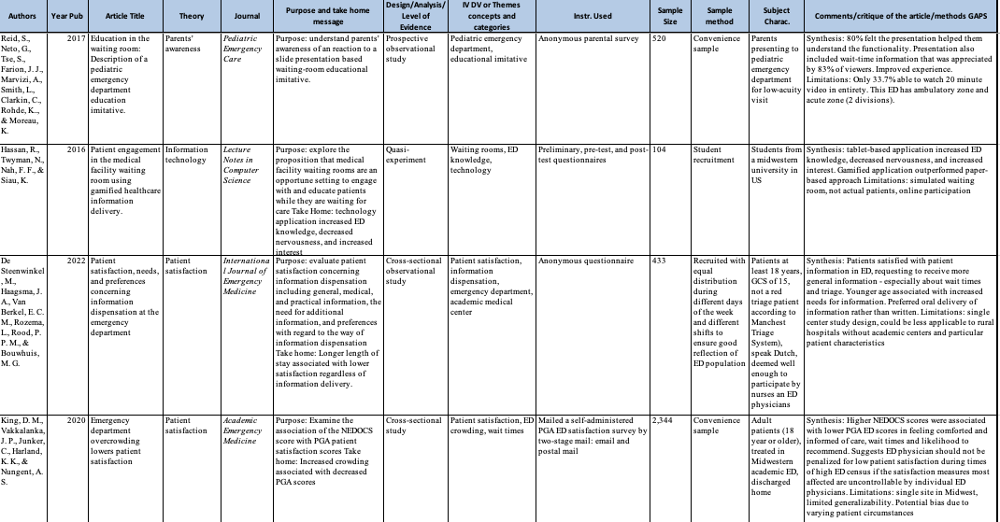 Authors
Year Pub
Article Title
Theory
Journal
Purpose and take home
message
Design/Analysis/
Level of
Evidence
IV DV or Themes
concepts and
categories
Instr. Used
Sample
Size
Sample
method
Subject
Charac.
Comments/critique of the article/methods GAPS
Reid, S.,
Neto, G.,
Tse, S.,
Farion, J. J.,
Marvizi, A.,
Smith, L.,
Clarkin, C.,
Rohde, K.,
& Moreau,
K.
2017
Education in the
waiting room:
Description of a
pediatric
emergency
department
education
imitative.
Parents'
awareness
Pediatric
Emergency
Care
Purpose: understand parents'
awareness of an reaction to a
slide presentation based
waiting-room educational
imitative.
Prospective
observational
study
Pediatric emergency
department,
educational imitative
Anonymous parental survey
520
Convenience
sample
Parents
presenting to
pediatric
emergency
department
for low-acuity
visit
Synthesis: 80% felt the presentation helped them
understand the functionality. Presentation also
included wait-time information that was appreciated
by 83% of viewers. Improved experience.
Limitations: Only 33.7% able to watch 20 minute
video in entirety. This ED has ambulatory zone and
acute zone (2 divisions).
Hassan, R.,
Twyman, N.,
Nah, F. F., &
Siau, K.
2016
Patient engagement
in the medical
facility waiting
room using
gamified healthcare
information
delivery.
Information
technology
Lecture
Notes in
Computer
Science
Purpose: explore the
proposition that medical
facility waiting rooms are an
opportune setting to engage
with and educate patients
while they are waiting for
care Take Home: technology
application increased ED
knowledge, decreased
nervousness, and increased
interest
Quasi-
experiment
Waiting rooms, ED
knowledge,
technology
Preliminary, pre-test, and post-
test questionnaires
104
Student
recruitment
Students from
a midwestern
university in
US
Synthesis: tablet-based application increased ED
knowledge, decreased nervousness, and increased
interest. Gamified application outperformed paper-
based approach Limitations: simulated waiting
room, not actual patients, online participation
De
Steenwinkel
, M.,
Haagsma, J.
A., Van
Berkel, E. C.
M., Rozema,
L., Rood, P.
P. M., &
Bouwhuis,
M. G.
2022
Patient
satisfaction, needs,
and preferences
concerning
information
dispensation at the
emergency
department
Patient
satisfaction
Internationa
l Journal of
Emergency
Medicine
Purpose: evaluate patient
satisfaction concerning
information dispensation
including general, medical,
and practical information, the
need for additional
information, and preferences
with regard to the way of
information dispensation
Take home: Longer length of
stay associated with lower
satisfaction regardless of
information delivery.
Cross-sectional
observational
study
Patient satisfaction,
information
dispensation,
emergency department,
academic medical
center
Anonymous questionnaire
433
Recruited with
equal
distribution
during
different days
of the week
and different
shifts to
ensure good
reflection of
ED population
Patients at
least 18 years,
GCS of 15,
not a red
triage patient
according to
Manchest
Triage
System),
speak Dutch,
deemed well
enough to
participate by
nurses an ED
physicians
Synthesis: Patients satisfied with patient
information in ED, requesting to receive more
general information - especially about wait times
and triage. Younger age associated with increased
needs for information. Preferred oral delivery of
information rather than written. Limitations: single
center study design, could be less applicable to rural
hospitals without academic centers and particular
patient characteristics
King, D. M.,
Vakkalanka,
J. P., Junker,
C., Harland,
K. K., &
Nungent, A.
S.
2020
Emergency
department
overcrowding
lowers patient
satisfaction
Patient
satisfaction
Academic
Emergency
Medicine
Purpose: Examine the
association of the NEDOCS
score with PGA patient
satisfaction scores Take
home: Increased crowding
associated with decreased
PGA scores
Cross-sectional
study
Patient satisfaction, ED
crowding, wait times
Mailed a self-administered
PGA ED satisfaction survey by
two-stage mail: email and
postal mail
2,344
Convenience
sample
Adult
patients (18
year or older),
treated in
Midwestern
academic ED,
discharged
home
Synthesis: Higher NEDOCS scores were associated
with lower PGA ED scores in feeling comforted and
informed of care, wait times and likelihood to
recommend. Suggests ED physician should not be
penalized for low patient satisfaction during times
of high ED census if the satisfaction measures most
affected are uncontrollable by individual ED
physicians. Limitations: single site in Midwest,
limited generalizability. Potential bias due to
varying patient circumstances